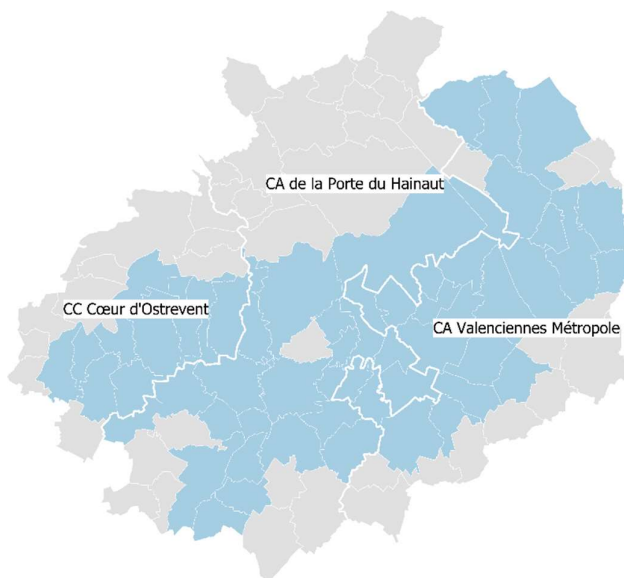 CA de la Porte du Hainaut
CC Cœur d'Ostrevent
CA Valenciennes Métropole